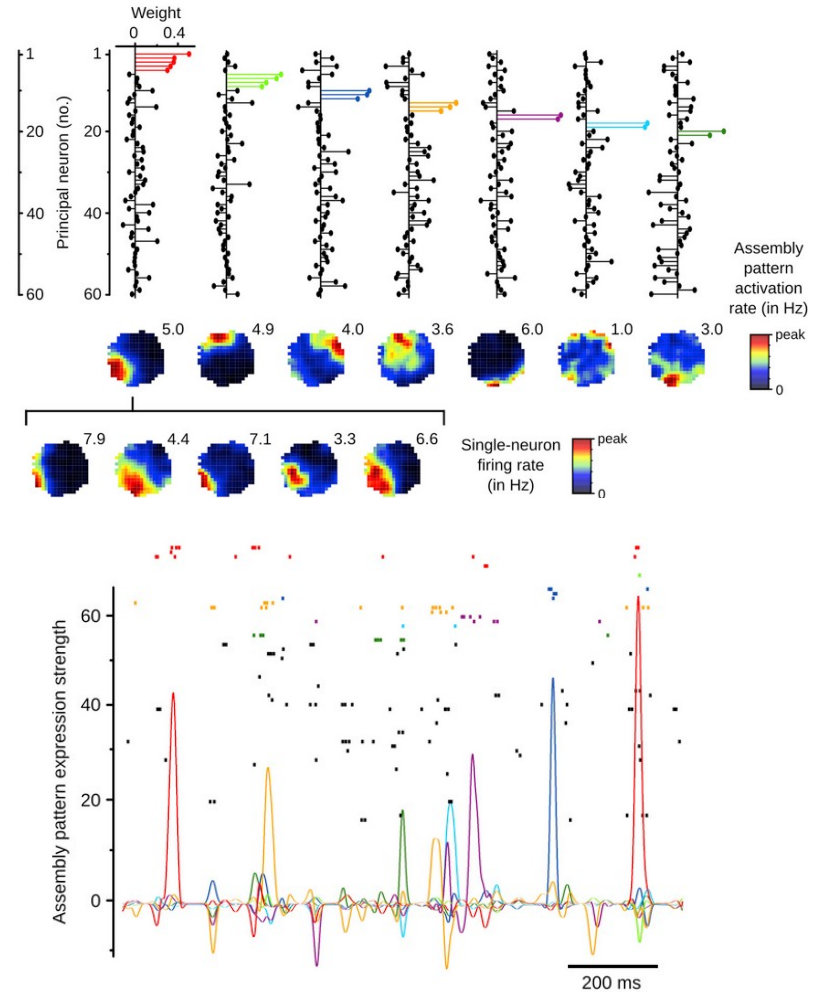 Weight
0 0.4
Principal neuron (no.)
1 1
20 20
30
40 40
60 60
Assembly
pattern
activation
rate (in Hz)
5.0 4.9 4.0 3.6 6.0 1.0 3.0
peak
0
7.9 4.4 7.1 3.3 6.6
Single-neuron
firing rate
(in Hz)
peak
0
Assembly pattern expression strength
60
40
20
0
200 ms